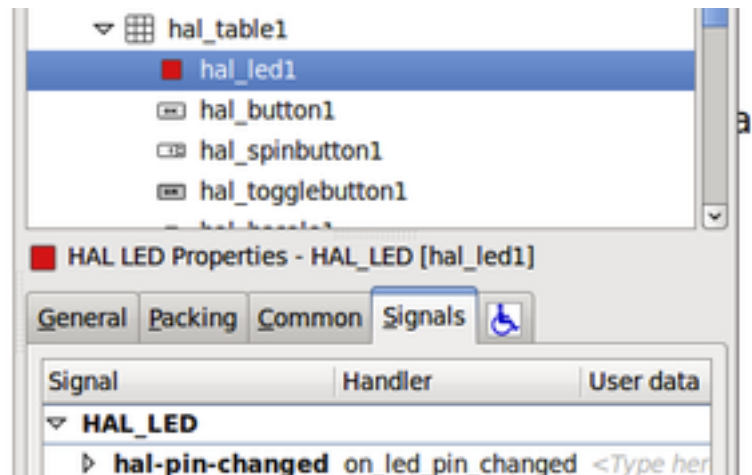 hal_table1
hal_led1
hal_button1
hal_spinbutton1
hal_togglebutton1
HAL LED Properties - HAL_LED [hal_led1]
General Packing Common Signals
Signal Handler User data
HAL_LED
hal-pin-changed on_led_pin_changed <Type her